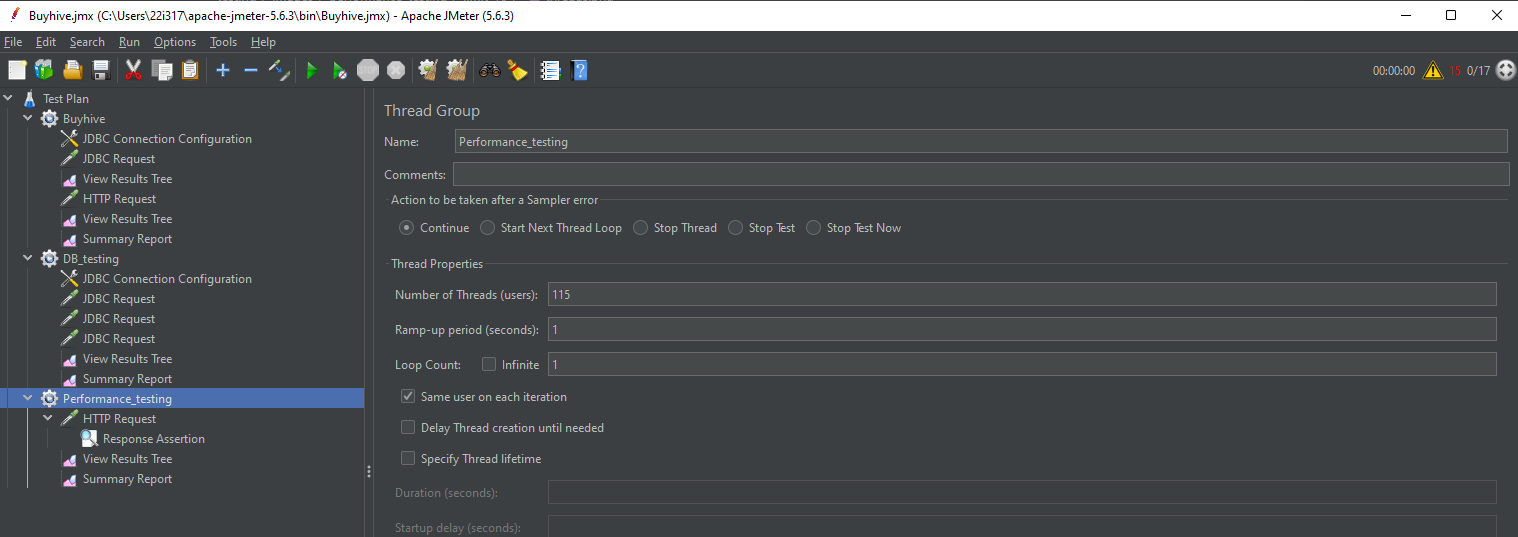 Buyhive.jmx (C:\Users\22i317\apache-jmeter-5.6.3\bin\Buyhive.jmx) - Apache JMeter (5.6.3)
File Edit Search Run Options Tools Help
STOP 00:00:00 15 0/17
Test Plan
Buyhive
JDBC Connection Configuration
JDBC Request
View Results Tree
HTTP Request
View Results Tree
Summary Report
DB_testing
JDBC Connection Configuration
JDBC Request
JDBC Request
JDBC Request
View Results Tree
Summary Report
Performance_testing
HTTP Request
Response Assertion
View Results Tree
Summary Report
Thread Group
Name: Performance_testing
Comments:
Action to be taken after a Sampler error
Continue Start Next Thread Loop Stop Thread Stop Test Stop Test Now
Thread Properties
Number of Threads (users): 115
Ramp-up period (seconds): 1
Loop Count: Infinite 1
Same user on each iteration
Delay Thread creation until needed
Specify Thread lifetime
Duration (seconds):
Startup delay (seconds):